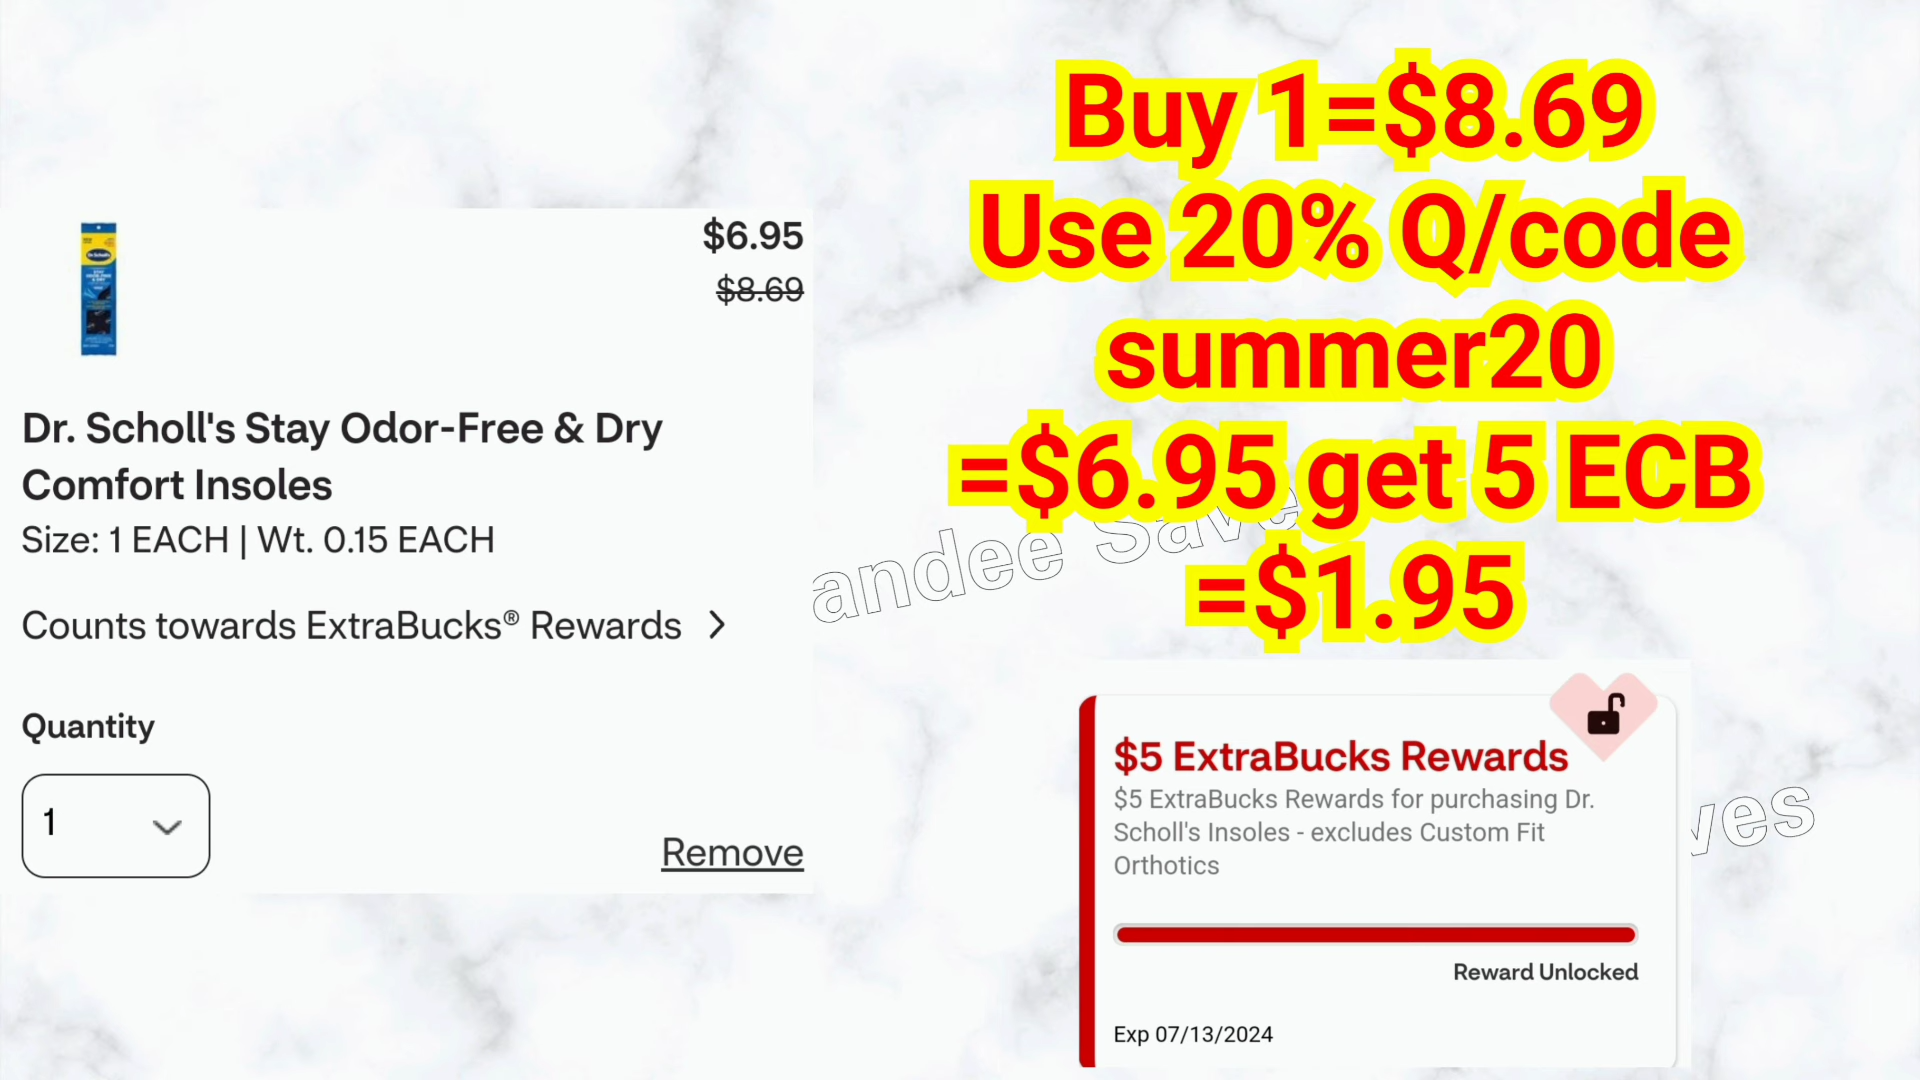 $6.95
$8.69
Dr. Scholl's Stay Odor-Free & Dry
Comfort Insoles
Size: 1 EACH | Wt. 0.15 EACH
Counts towards ExtraBucks® Rewards
Quantity
1
Remove
Buy 1=$8.69
Use 20% Q/code
summer20
=$6.95 get 5 ECB
=$1.95
andee Save
$5 ExtraBucks Rewards
$5 ExtraBucks Rewards for purchasing Dr.
Scholl's Insoles - excludes Custom Fit
Orthotics
Reward Unlocked
Exp 07/13/2024
ves